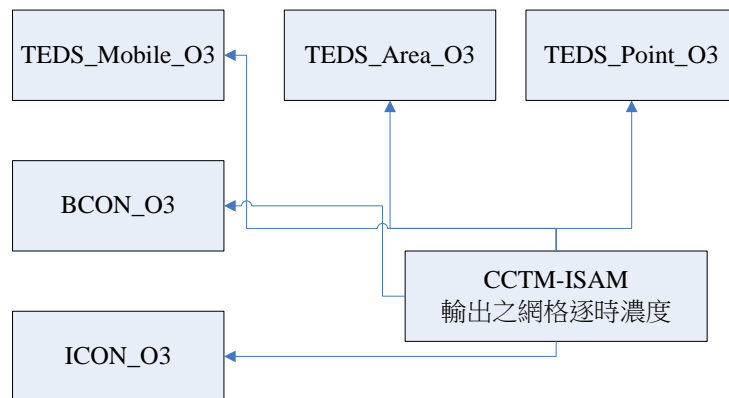 TEDS_Mobile_O3
TEDS_Area_O3
TEDS_Point_O3
BCON_O3
CCTM-ISAM
輸出之網格逐時濃度
ICON_O3